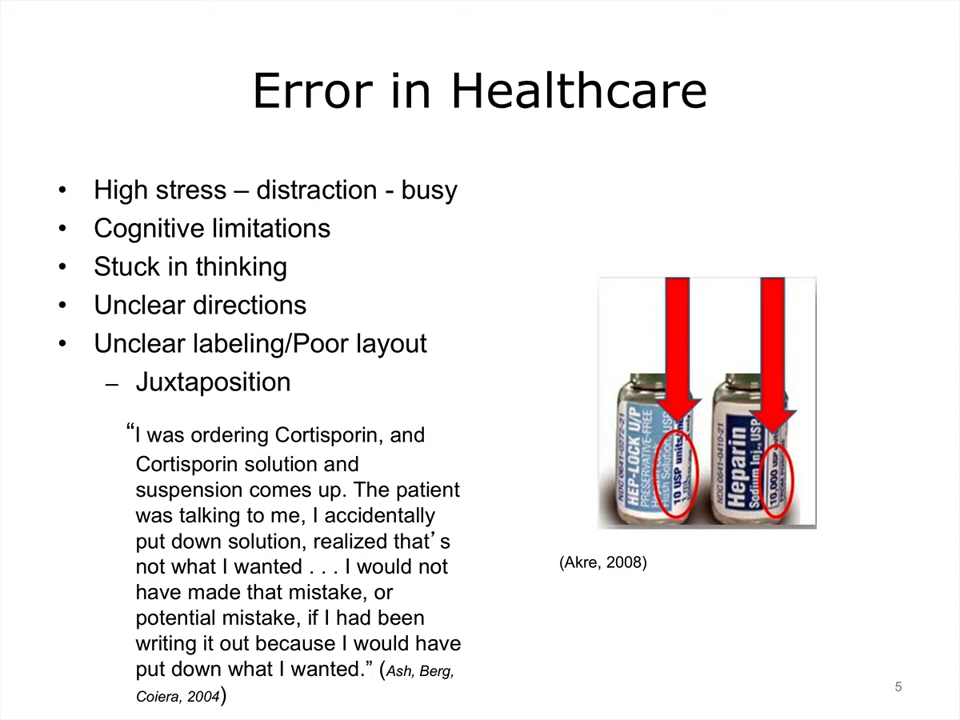 Error in Healthcare
• High stress – distraction - busy
• Cognitive limitations
• Stuck in thinking
• Unclear directions
• Unclear labeling/Poor layout
– Juxtaposition
“I was ordering Cortisporin, and
Cortisporin solution and
suspension comes up. The patient
was talking to me, I accidentally
put down solution, realized that’s
not what I wanted . . . I would not
have made that mistake, or
potential mistake, if I had been
writing it out because I would have
put down what I wanted.” (Ash, Berg,
Coiera, 2004)
NDC 0641-0272-21
HEP-LOCK U/P
PRESERVATIVE-FREE
Flush Solution, USP
10 USP units
NDC 0641-0410-21
Heparin
Sodium Inj., USP
10,000 USP
(Akre, 2008)
5